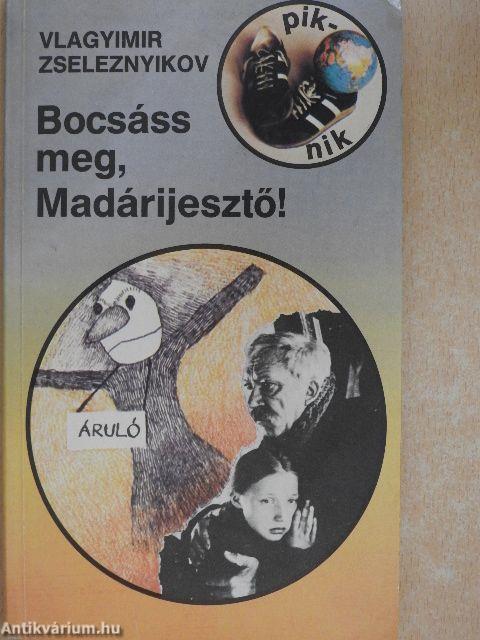 VLAGYIMIR
ZSELEZNYIKOV
pik-
nik
Bocsáss
meg,
Madárijesztő!
ÁRULÓ
Antikvárium.hu